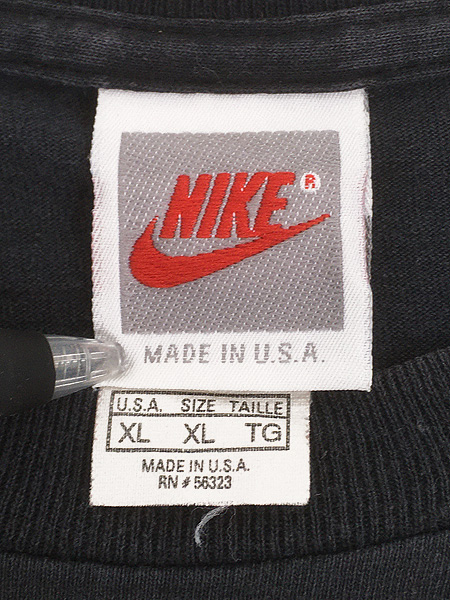 NIKE ®
MADE IN U.S.A.
U.S.A. SIZE TAILLE
XL XL TG
MADE IN U.S.A.
RN # 56323